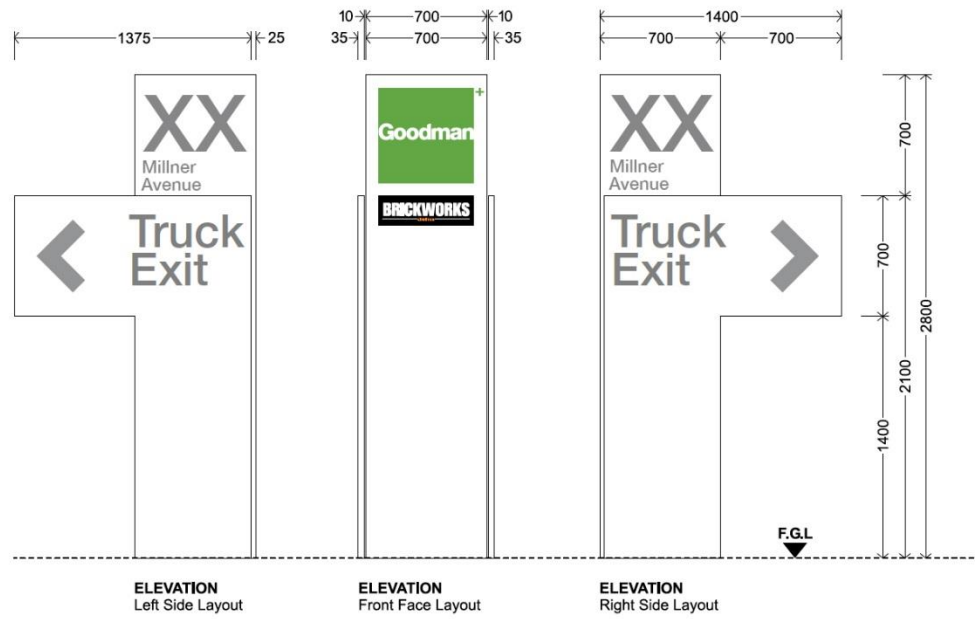 10 700 10 1400
1375 25 35 700 35 700 700
XX
Millner
Avenue
Truck
Exit
Goodman
+
BRICKWORKS
XX
Millner
Avenue
Truck
Exit
700
700
1400
2100
2800
F.G.L
ELEVATION
Left Side Layout
ELEVATION
Front Face Layout
ELEVATION
Right Side Layout